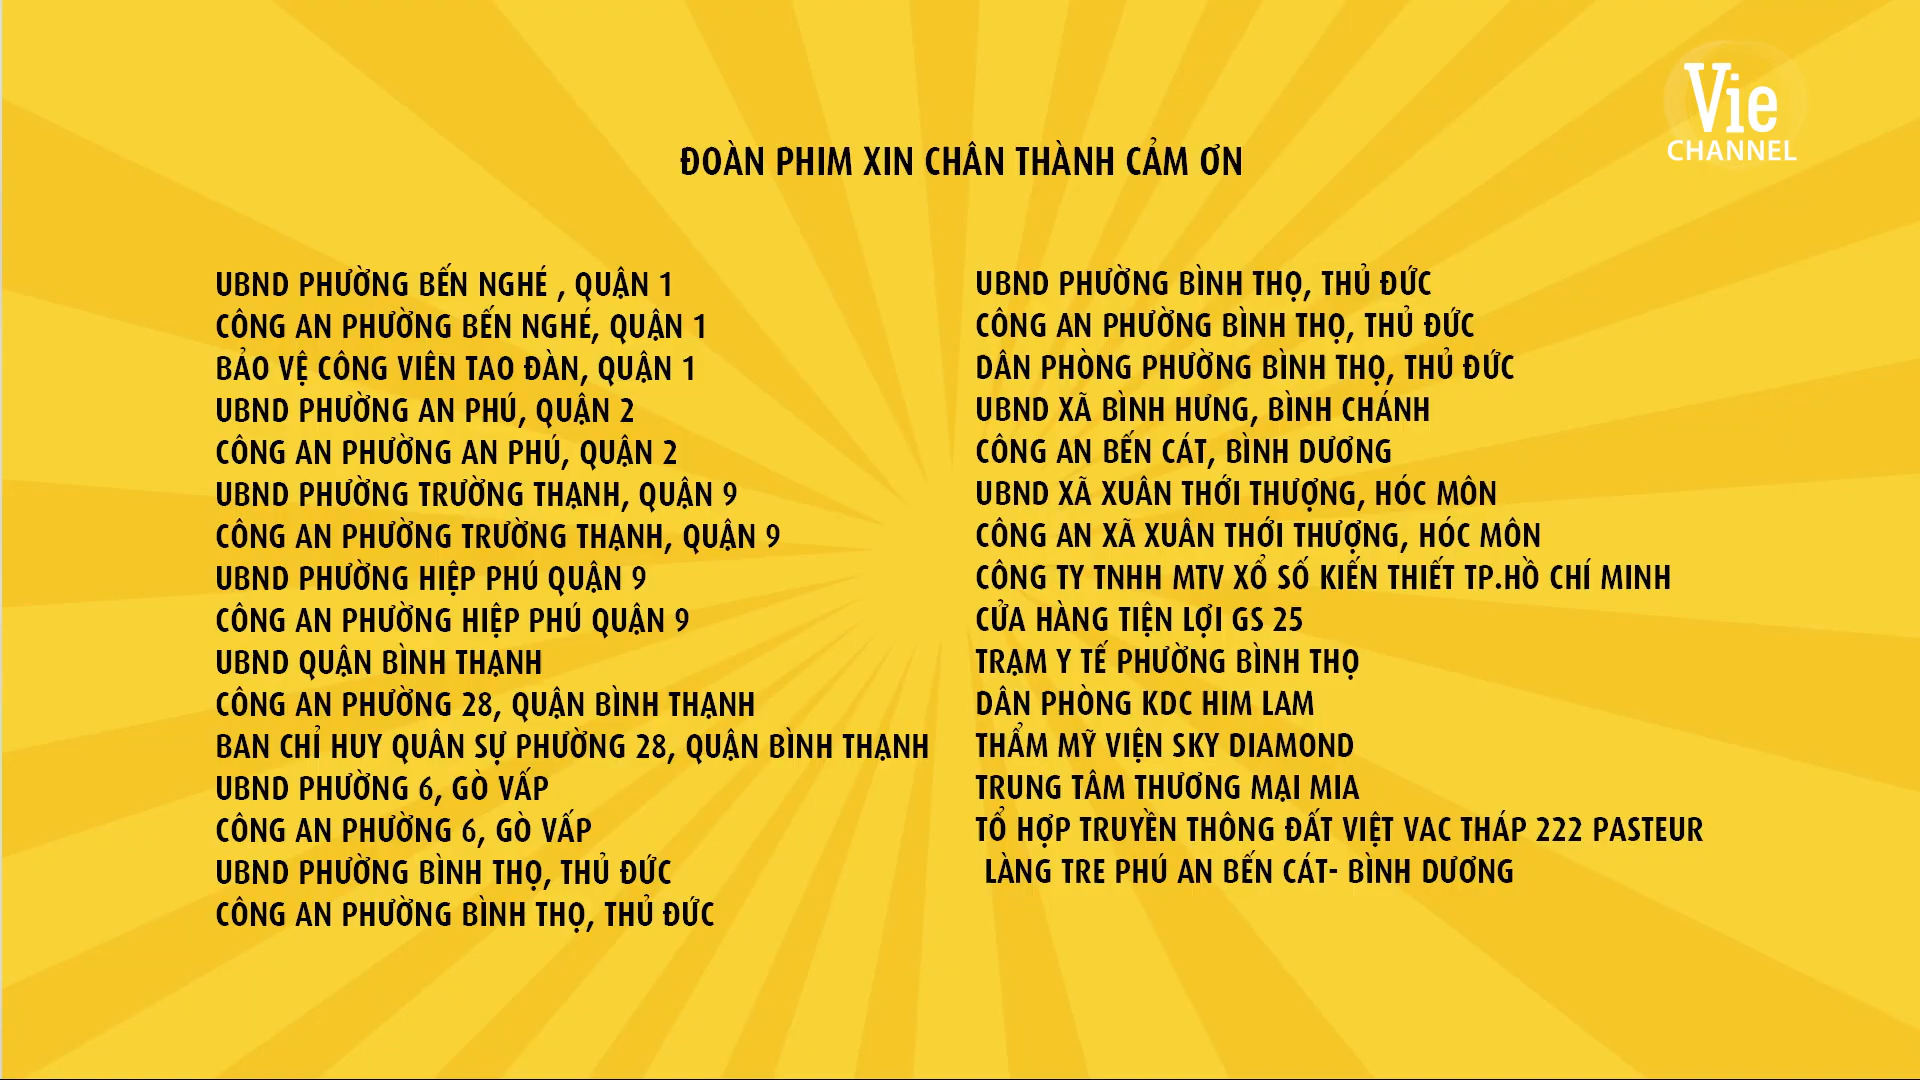 Vie
CHANNEL
ĐOÀN PHIM XIN CHÂN THÀNH CẢM ƠN
UBND PHƯỜNG BẾN NGHÉ , QUẬN 1
CÔNG AN PHƯỜNG BẾN NGHÉ, QUẬN 1
BẢO VỆ CÔNG VIÊN TAO ĐÀN, QUẬN 1
UBND PHƯỜNG AN PHÚ, QUẬN 2
CÔNG AN PHƯỜNG AN PHÚ, QUẬN 2
UBND PHƯỜNG TRƯỜNG THẠNH, QUẬN 9
CÔNG AN PHƯỜNG TRƯỜNG THẠNH, QUẬN 9
UBND PHƯỜNG HIỆP PHÚ QUẬN 9
CÔNG AN PHƯỜNG HIỆP PHÚ QUẬN 9
UBND QUẬN BÌNH THẠNH
CÔNG AN PHƯỜNG 28, QUẬN BÌNH THẠNH
BAN CHỈ HUY QUÂN SỰ PHƯỜNG 28, QUẬN BÌNH THẠNH
UBND PHƯỜNG 6, GÒ VẤP
CÔNG AN PHƯỜNG 6, GÒ VẤP
UBND PHƯỜNG BÌNH THỌ, THỦ ĐỨC
CÔNG AN PHƯỜNG BÌNH THỌ, THỦ ĐỨC
UBND PHƯỜNG BÌNH THỌ, THỦ ĐỨC
CÔNG AN PHƯỜNG BÌNH THỌ, THỦ ĐỨC
DÂN PHÒNG PHƯỜNG BÌNH THỌ, THỦ ĐỨC
UBND XÃ BÌNH HƯNG, BÌNH CHÁNH
CÔNG AN BẾN CÁT, BÌNH DƯƠNG
UBND XÃ XUÂN THỚI THƯỢNG, HÓC MÔN
CÔNG AN XÃ XUÂN THỚI THƯỢNG, HÓC MÔN
CÔNG TY TNHH MTV XỔ SỐ KIẾN THIẾT TP.HỒ CHÍ MINH
CỬA HÀNG TIỆN LỢI GS 25
TRẠM Y TẾ PHƯỜNG BÌNH THỌ
DÂN PHÒNG KDC HIM LAM
THẨM MỸ VIỆN SKY DIAMOND
TRUNG TÂM THƯƠNG MẠI MIA
TỔ HỢP TRUYỀN THÔNG ĐẤT VIỆT VAC THÁP 222 PASTEUR
LÀNG TRE PHÚ AN BẾN CÁT- BÌNH DƯƠNG